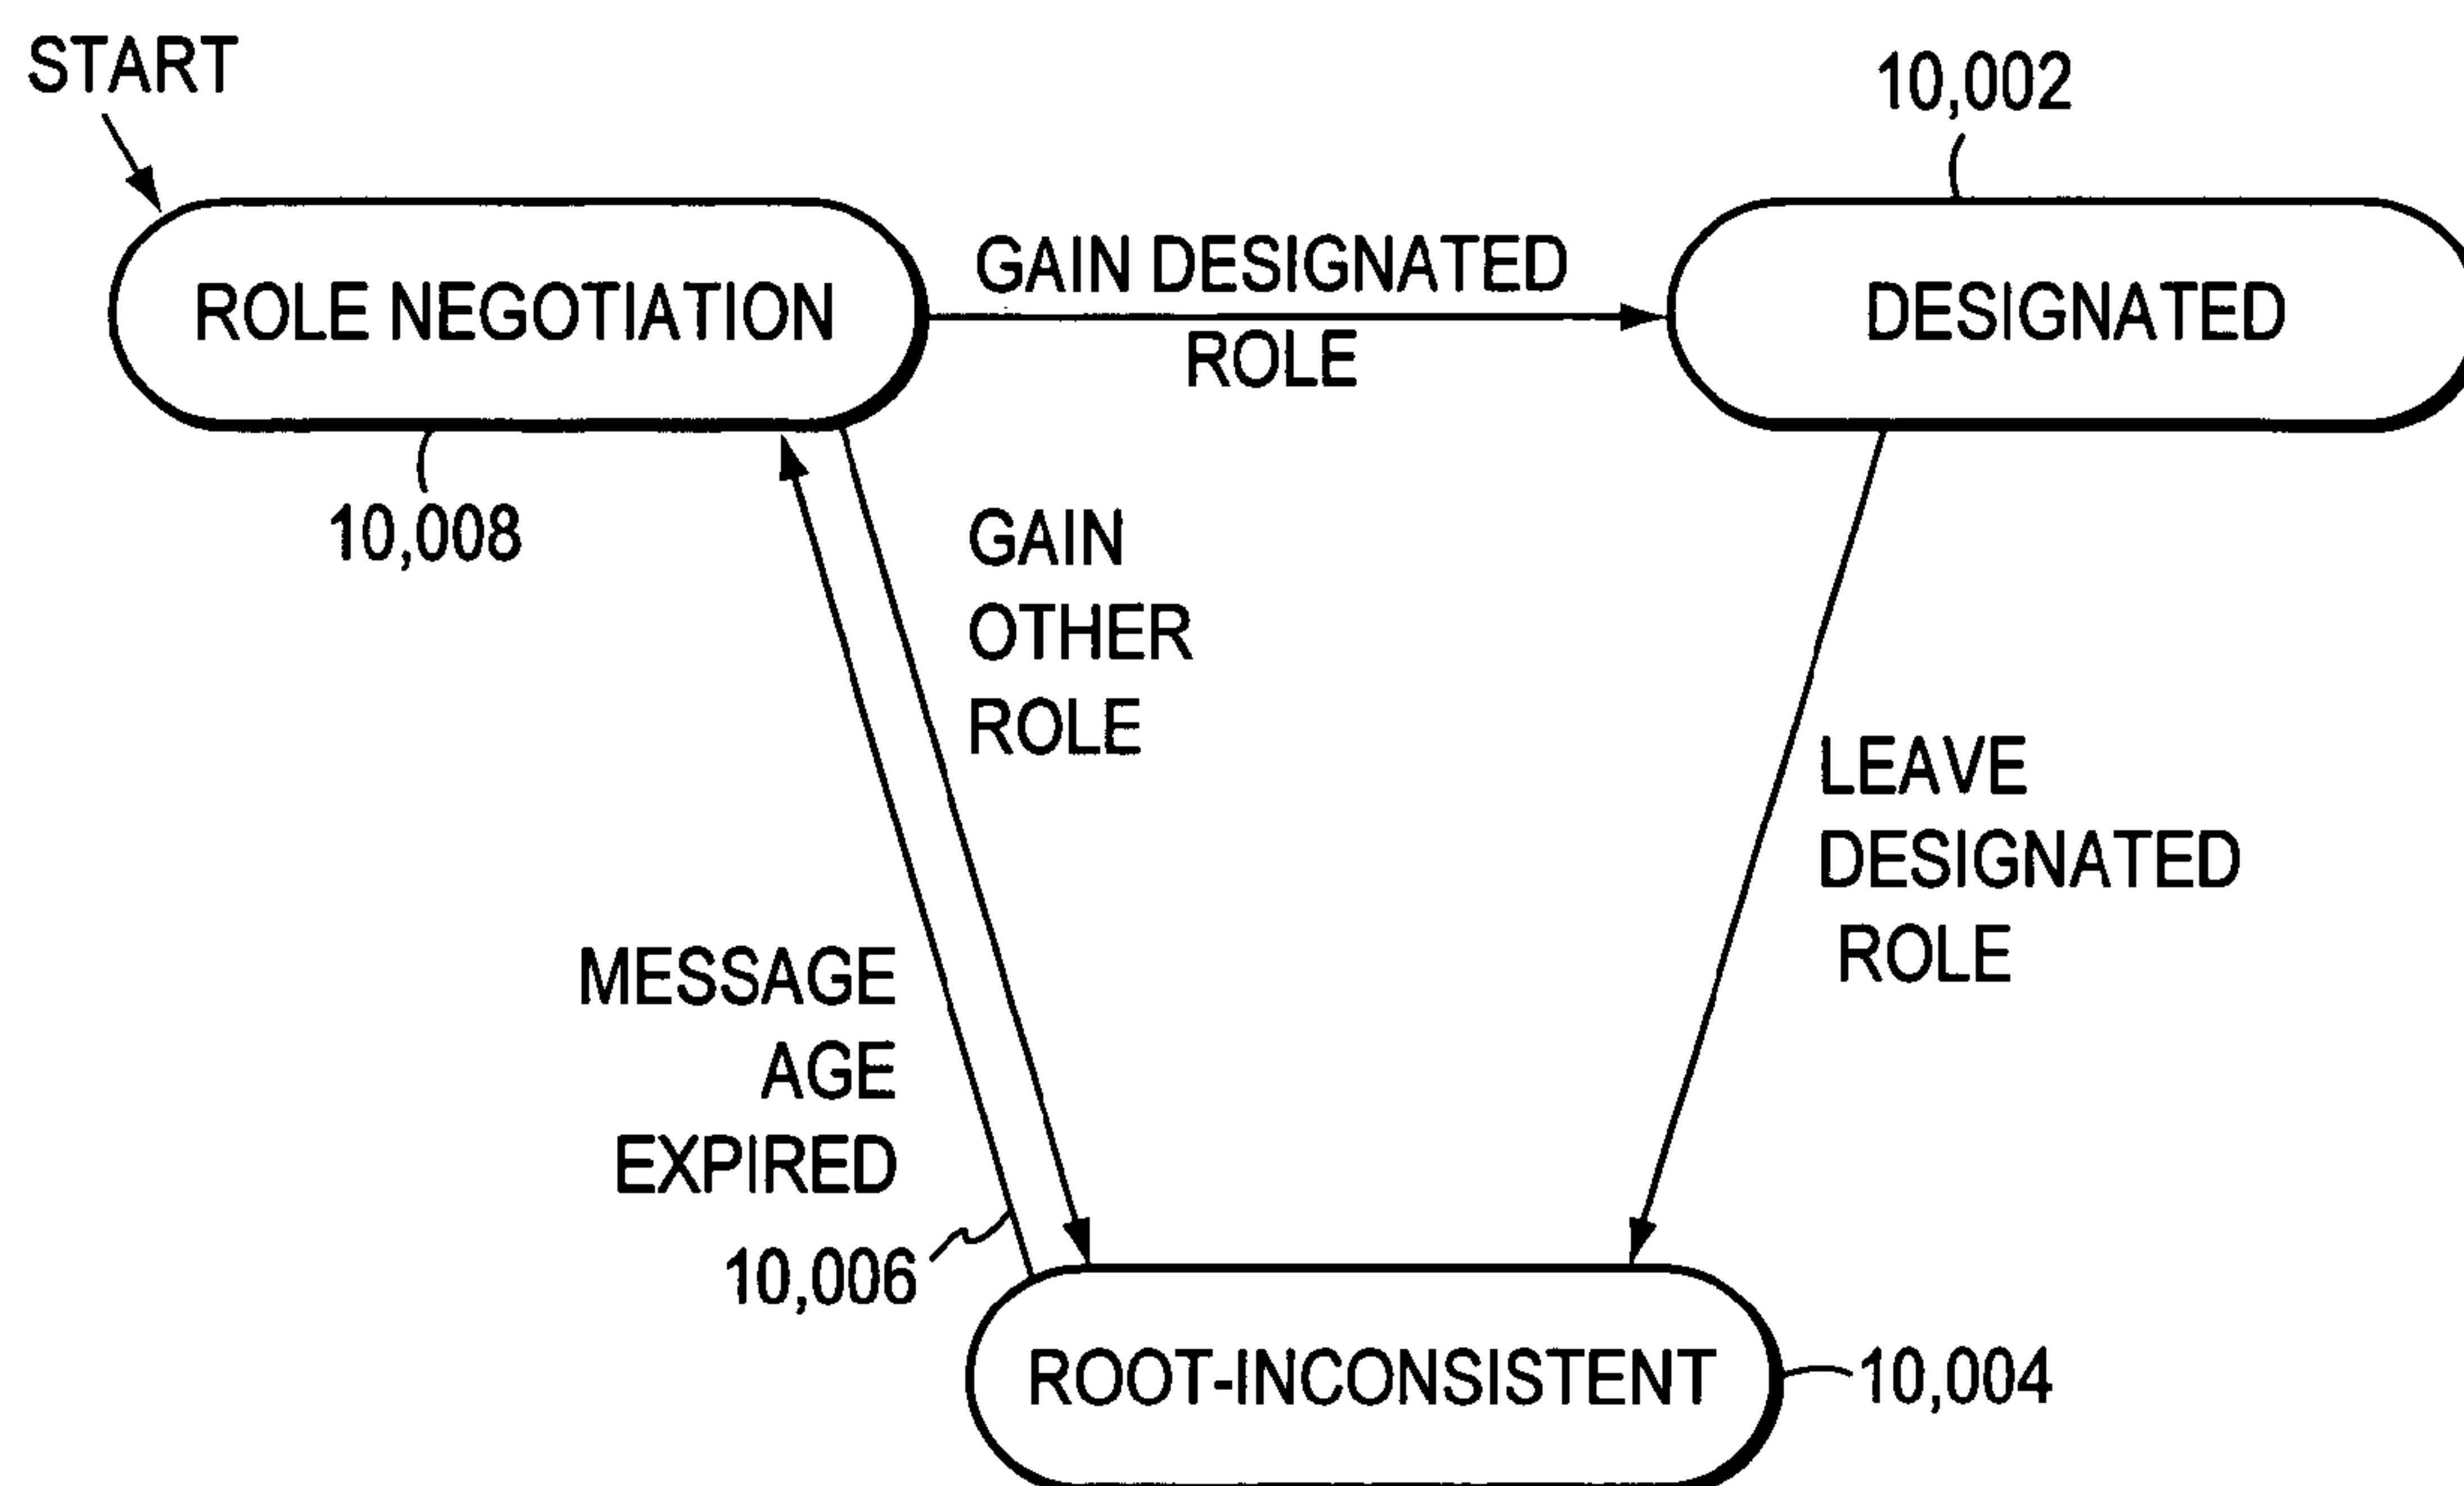 START
10,002
GAIN DESIGNATED
ROLE NEGOTIATION
DESIGNATED
ROLE
10,008
GAIN
OTHER
ROLE
LEAVE
DESIGNATED
ROLE
MESSAGE
AGE
EXPIRED
10,006
ROOT-INCONSISTENT
10,004